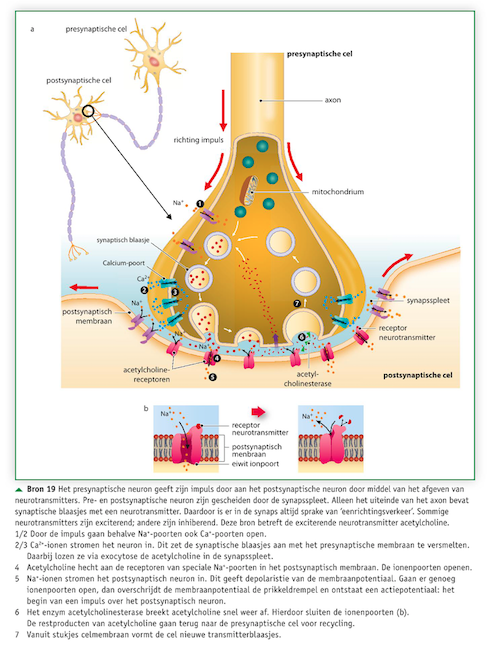 a
presynaptische cel
postsynaptische cel
presynaptische cel
axon
richting impuls
mitochondrium
Na⁺
1
synaptisch blaasje
Calcium-poort
Ca²⁺
2
3
7
Na⁺
postsynaptisch
membraan
synapsspleet
receptor
neurotransmitter
Na⁺
Na⁺
4
6
acetylcholine-
receptoren
5
acetyl-
cholinesterase
postsynaptische cel
b
Na⁺
receptor
neurotransmitter
postsynaptisch
menbraan
eiwit ionpoort
Na⁺
▲ Bron 19 Het presynaptische neuron geeft zijn impuls door aan het postsynaptische neuron door middel van het afgeven van
neurotransmitters. Pre- en postsynaptische neuron zijn gescheiden door de synapsspleet. Alleen het uiteinde van het axon bevat
synaptische blaasjes met een neurotransmitter. Daardoor is er in de synaps altijd sprake van 'eenrichtingsverkeer'. Sommige
neurotransmitters zijn exciterend; andere zijn inhiberend. Deze bron betreft de exciterende neurotransmitter acetylcholine.
1/2 Door de impuls gaan behalve Na⁺-poorten ook Ca²⁺-poorten open.
2/3 Ca²⁺-ionen stromen het neuron in. Dit zet de synaptische blaasjes aan met het presynaptische membraan te versmelten.
Daarbij lozen ze via exocytose de acetylcholine in de synapsspleet.
4 Acetylcholine hecht aan de receptoren van speciale Na⁺-poorten in het postsynaptisch membraan. De ionenpoorten openen.
5 Na⁺-ionen stromen het postsynaptisch neuron in. Dit geeft depolaristie van de membraanpotentiaal. Gaan er genoeg
ionenpoorten open, dan overschrijdt de membraanpotentiaal de prikkeldrempel en ontstaat een actiepotentiaal: het
begin van een impuls over het postsynaptisch neuron.
6 Het enzym acetylcholinesterase breekt acetylcholine snel weer af. Hierdoor sluiten de ionenpoorten (b).
De restproducten van acetylcholine gaan terug naar de presynaptische cel voor recycling.
7 Vanuit stukjes celmembraan vormt de cel nieuwe transmitterblaasjes.